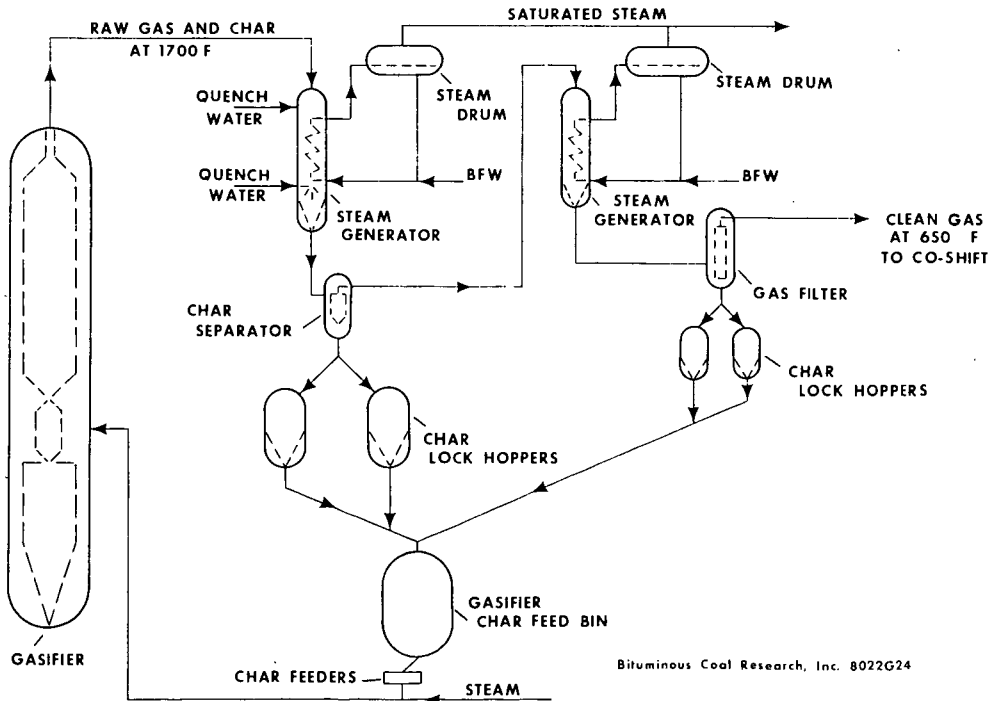 SATURATED STEAM
RAW GAS AND CHAR
AT 1700 F
STEAM
DRUM
STEAM DRUM
QUENCH
WATER
QUENCH
WATER
BFW
BFW
STEAM
GENERATOR
STEAM
GENERATOR
CLEAN GAS
AT 650 F
TO CO-SHIFT
GAS FILTER
CHAR
SEPARATOR
CHAR
LOCK HOPPERS
CHAR
LOCK HOPPERS
GASIFIER
CHAR FEED BIN
GASIFIER
CHAR FEEDERS
STEAM
Bituminous Coal Research, Inc. 8022G24